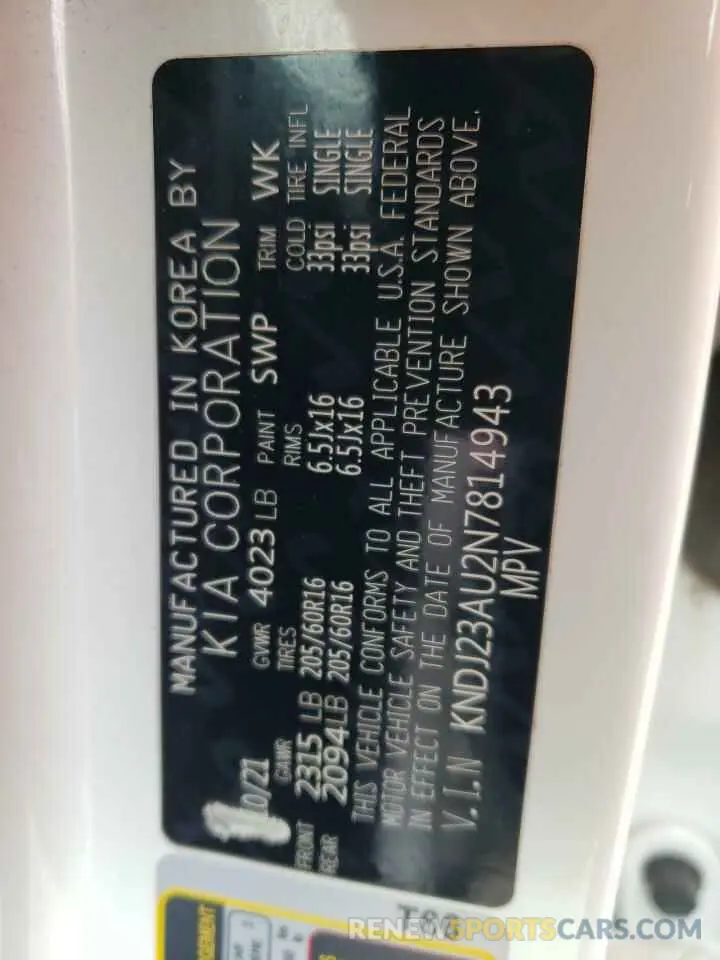 MANUFACTURED IN KOREA BY
KIA CORPORATION
10/21 GVWR 4023 LB PAINT SWP TRIM WK
GAWR TIRES RIMS COLD TIRE INFL
FRONT 2315 LB 205/60R16 6.5Jx16 33psi SINGLE
REAR 2094 LB 205/60R16 6.5Jx16 33psi SINGLE
THIS VEHICLE CONFORMS TO ALL APPLICABLE U.S.A. FEDERAL
MOTOR VEHICLE SAFETY AND THEFT PREVENTION STANDARDS
IN EFFECT ON THE DATE OF MANUFACTURE SHOWN ABOVE.
V.I.N KNDJ23AU2N7814943
MPV
RENEWSPORTSCARS.COM